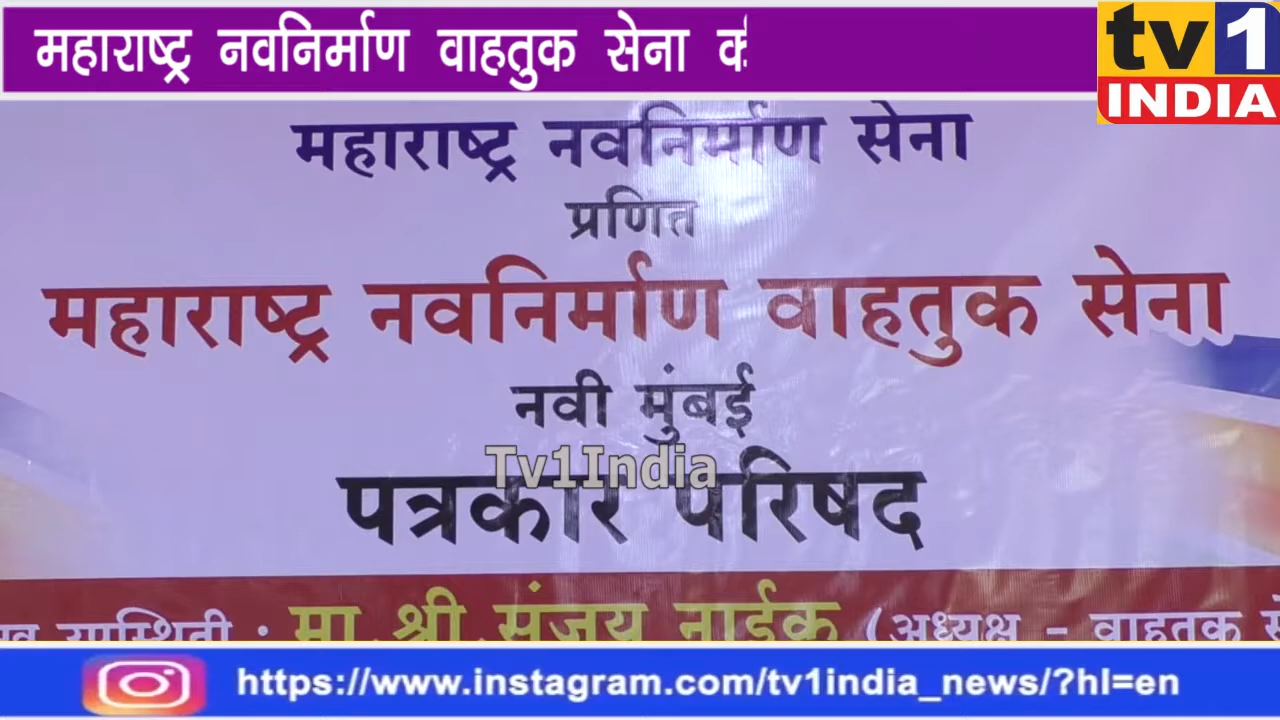 महाराष्ट्र नवनिर्माण वाहतुक सेना
tv1
INDIA
महाराष्ट्र नवनिर्माण सेना
प्रणित
महाराष्ट्र नवनिर्माण वाहतुक सेना
नवी मुंबई
Tv1India
पत्रकार परिषद
उपस्थिती : मा.श्री.संजय नाईक (अध्यक्ष - वाहतुक
https://www.instagram.com/tv1india_news/?hl=en